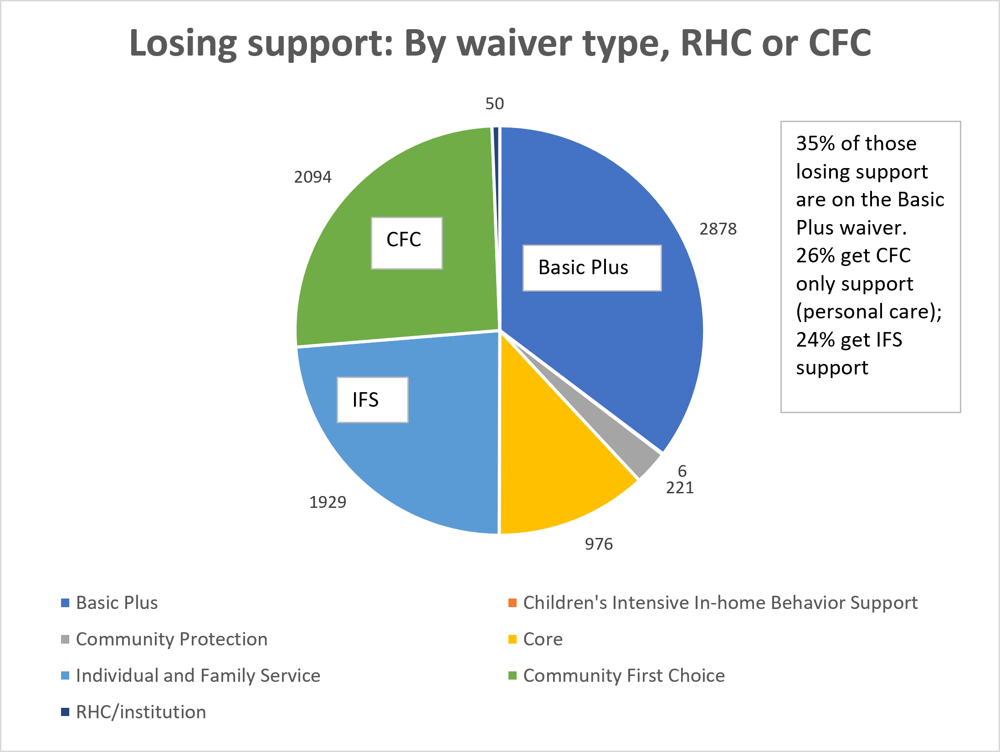 Losing support: By waiver type, RHC or CFC
50
2094
2878
CFC
Basic Plus
IFS
6
221
1929
976
35% of those
losing support
are on the Basic
Plus waiver.
26% get CFC
only support
(personal care);
24% get IFS
support
Basic Plus
Children's Intensive In-home Behavior Support
Community Protection
Core
Individual and Family Service
Community First Choice
RHC/institution